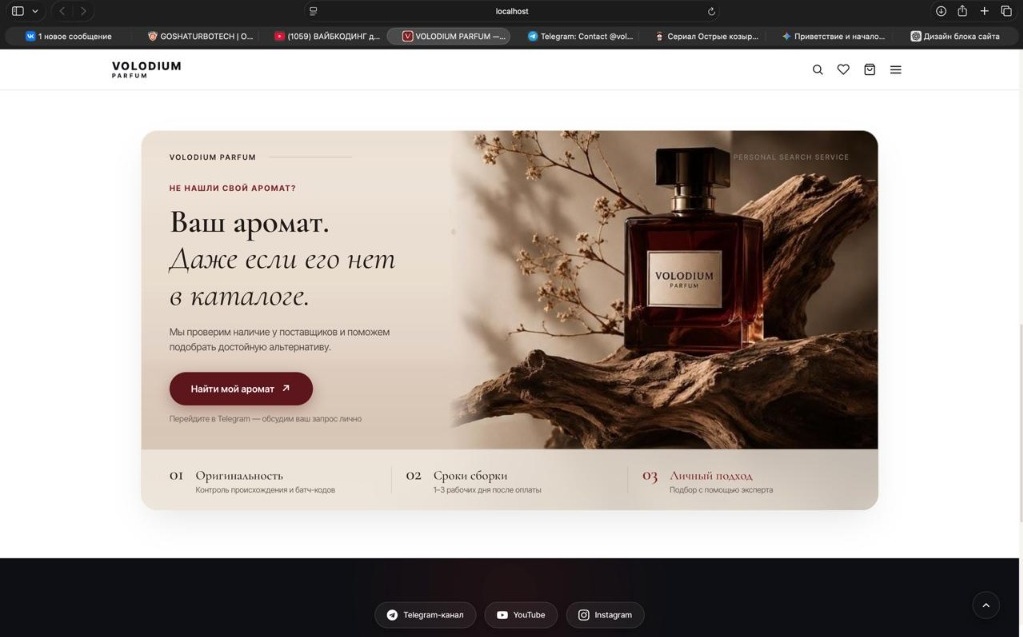 localhost
1 новое сообщение
GOSHATURBOTECH | O...
(1059) ВАЙБКОДИНГ д...
VOLODIUM PARFUM —...
Telegram: Contact @vol...
Сериал Острые козыр...
Приветствие и начало...
Дизайн блока сайта
VOLODIUM
PARFUM
VOLODIUM PARFUM
PERSONAL SEARCH SERVICE
НЕ НАШЛИ СВОЙ АРОМАТ?
Ваш аромат.
Даже если его нет
в каталоге.
Мы проверим наличие у поставщиков и поможем
подобрать достойную альтернативу.
Найти мой аромат
Перейдите в Telegram — обсудим ваш запрос лично
VOLODIUM
PARFUM
01 Оригинальность
Контроль происхождения и батч-кодов
02 Сроки сборки
1–3 рабочих дня после оплаты
03 Личный подход
Подбор с помощью эксперта
Telegram-канал
YouTube
Instagram